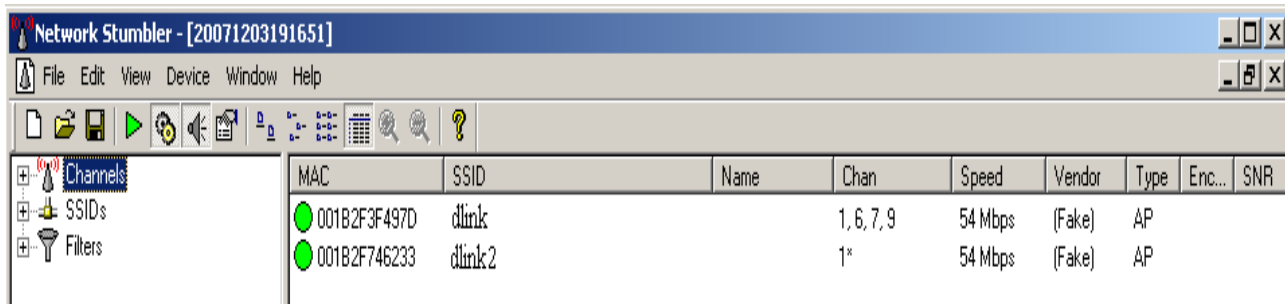 Network Stumbler - [20071203191651]
File Edit View Device Window Help
Channels
SSIDs
Filters
MAC SSID Name Chan Speed Vendor Type Enc... SNR
001B2F3F497D dlink 1, 6, 7, 9 54 Mbps (Fake) AP
001B2F746233 dlink2 1* 54 Mbps (Fake) AP